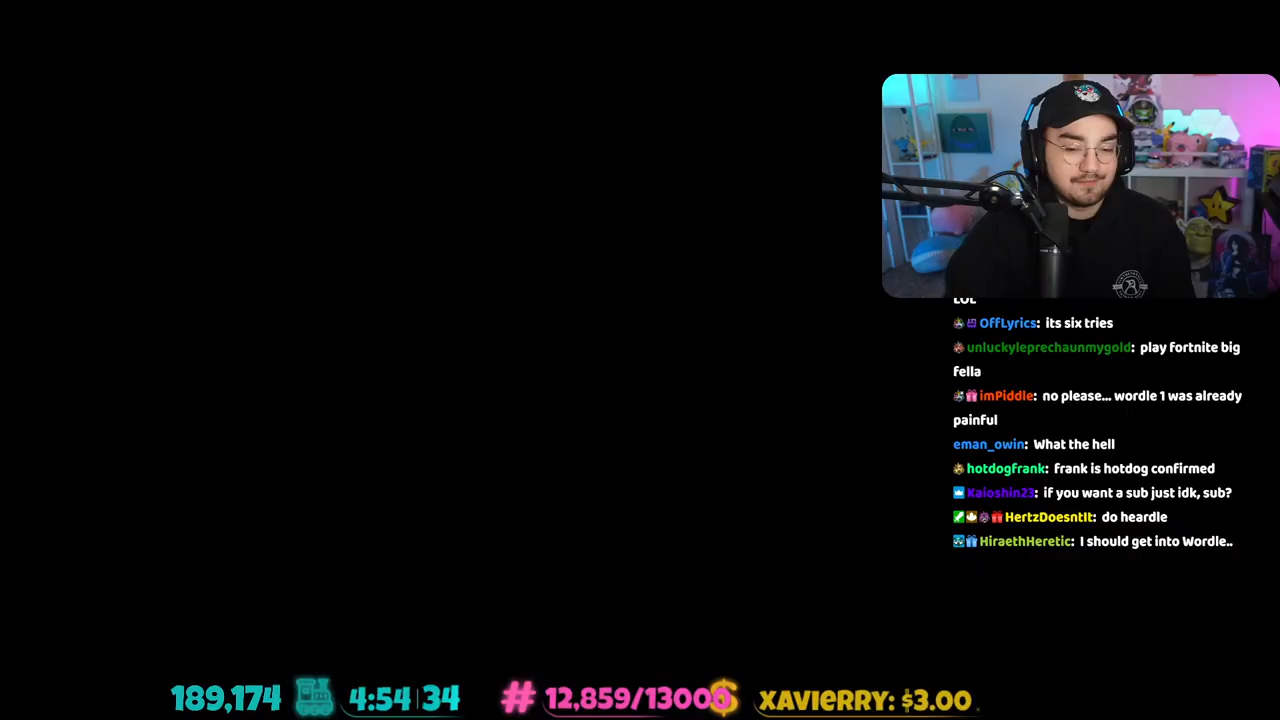 LOL
OffLyrics: its six tries
unluckyleprechaunmygold: play fortnite big
fella
imPiddle: no please... wordle 1 was already
painful
eman_owin: What the hell
hotdogfrank: frank is hotdog confirmed
Kaioshin23: if you want a sub just idk, sub?
HertzDoesntIt: do heardle
HiraethHeretic: I should get into Wordle..
189,174 4:54|34 # 12,859/13000 $ XAVIERRY: $3.00